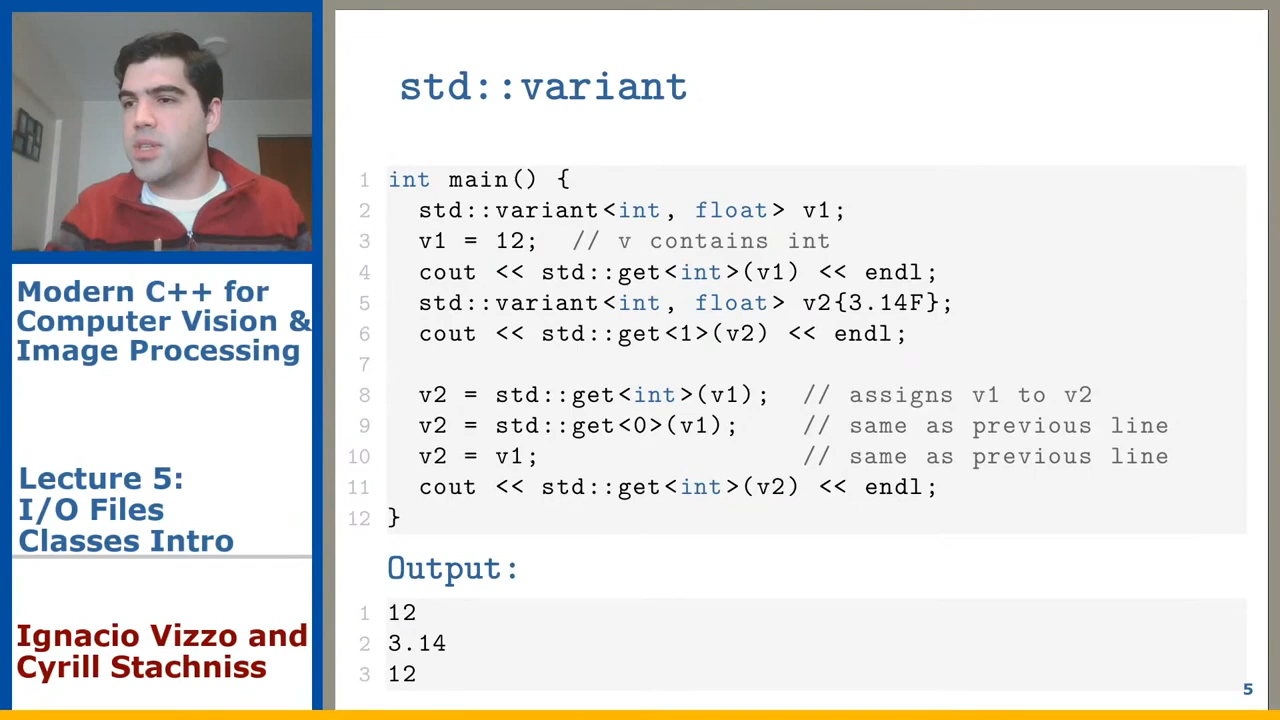 Modern C++ for
Computer Vision &
Image Processing
Lecture 5:
I/O Files
Classes Intro
Ignacio Vizzo and
Cyrill Stachniss
std::variant
1 int main() {
2 std::variant<int, float> v1;
3 v1 = 12; // v contains int
4 cout << std::get<int>(v1) << endl;
5 std::variant<int, float> v2{3.14F};
6 cout << std::get<1>(v2) << endl;
7
8 v2 = std::get<int>(v1); // assigns v1 to v2
9 v2 = std::get<0>(v1); // same as previous line
10 v2 = v1; // same as previous line
11 cout << std::get<int>(v2) << endl;
12 }
Output:
1 12
2 3.14
3 12
5